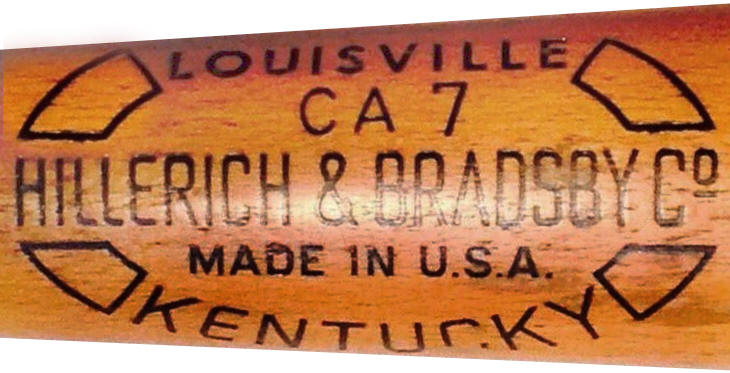 LOUISVILLE
CA 7
HILLERICH & BRADSBY Cº
MADE IN U.S.A.
KENTUCKY